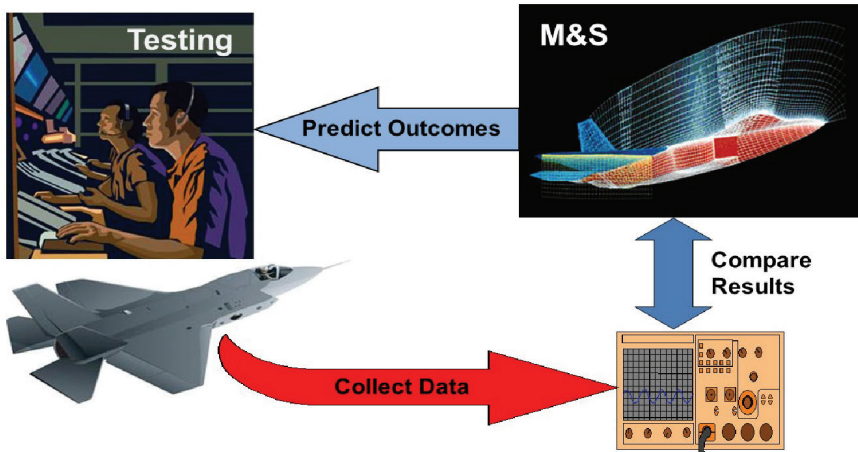 Testing
M&S
Predict Outcomes
Compare
Results
Collect Data